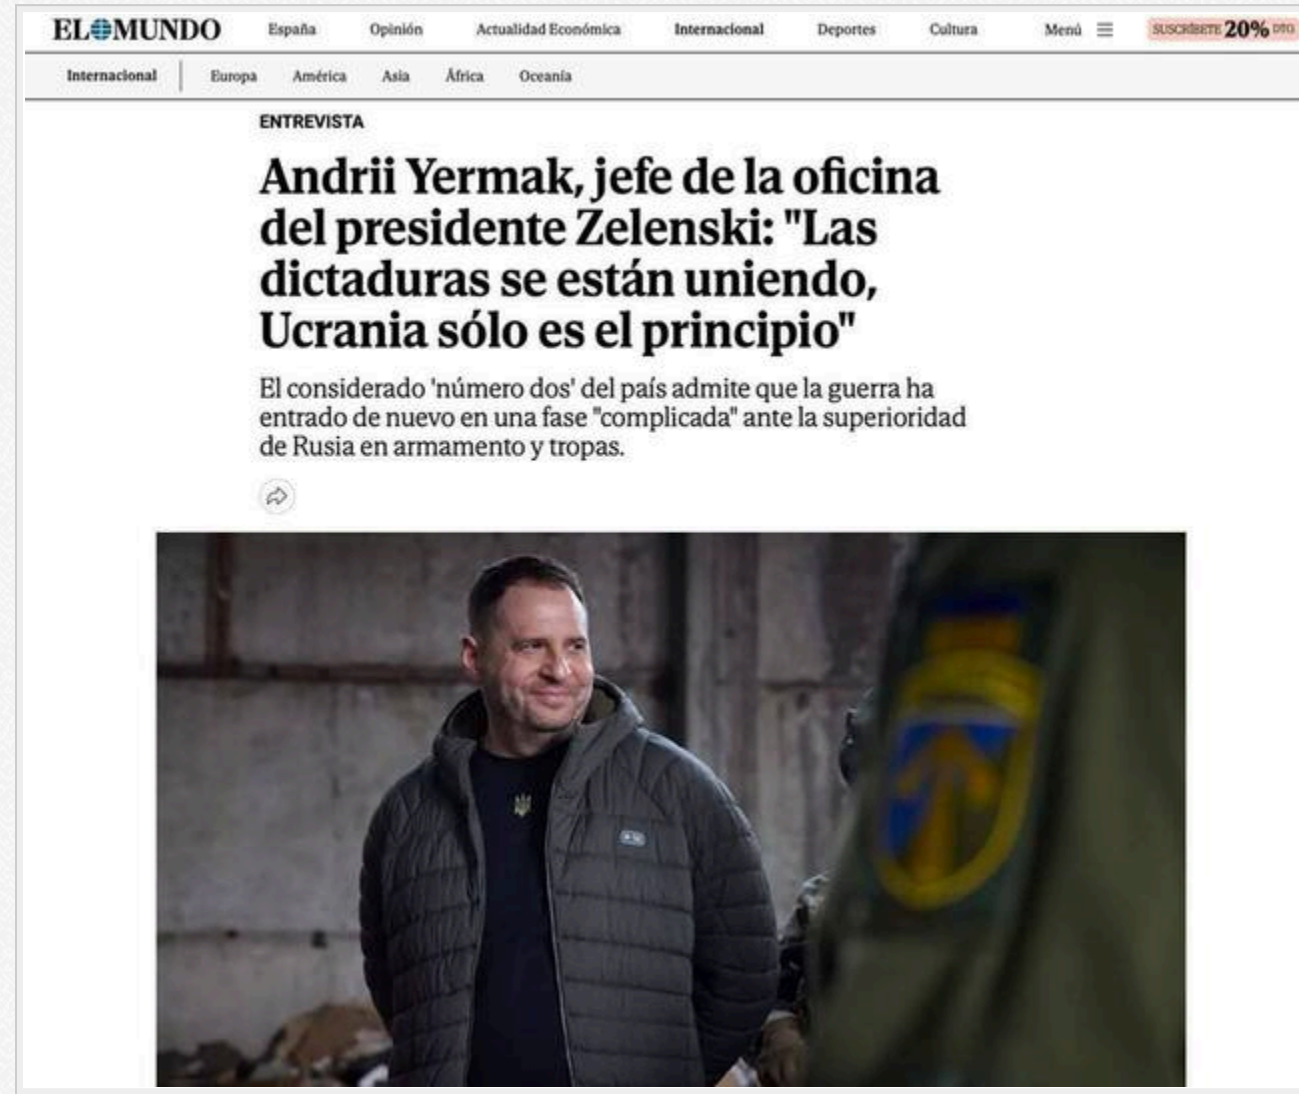 EL MUNDO España Opinión Actualidad Económica Internacional Deportes Cultura Menú SUSCRÍBETE 20% DTO.
Internacional Europa América Asia África Oceanía
ENTREVISTA
Andrii Yermak, jefe de la oficina
del presidente Zelenski: "Las
dictaduras se están uniendo,
Ucrania sólo es el principio"
El considerado 'número dos' del país admite que la guerra ha
entrado de nuevo en una fase "complicada" ante la superioridad
de Rusia en armamento y tropas.